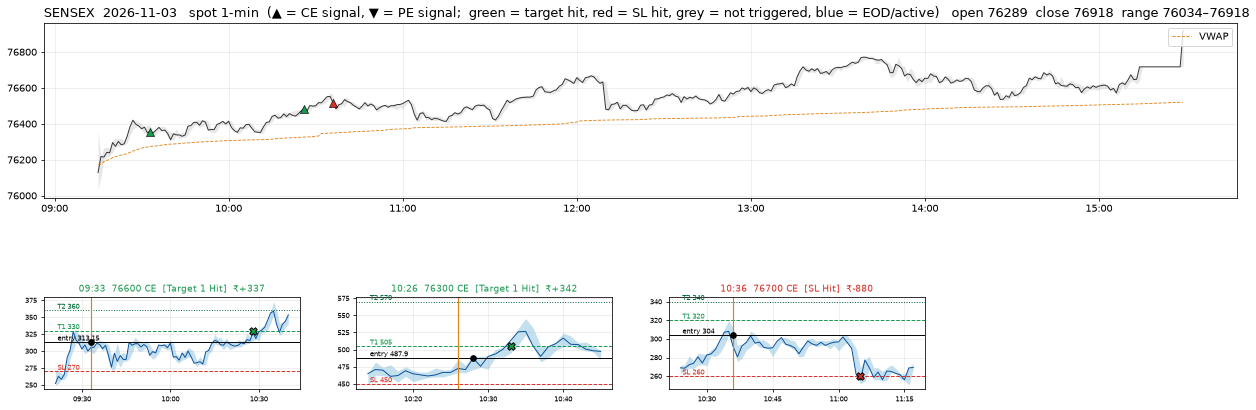 SENSEX  2026-11-03   spot 1-min  (▲ = CE signal, ▼ = PE signal;  green = target hit, red = SL hit, grey = not triggered, blue = EOD/active)   open 76289  close 76918  range 76034–76918
VWAP
76800
76600
76400
76200
76000
09:00 10:00 11:00 12:00 13:00 14:00 15:00
09:33  76600 CE  [Target 1 Hit]  ₹+337
375
350
325
300
275
250
T2 360
T1 330
entry 313.15
SL 270
09:30 10:00 10:30
10:26  76300 CE  [Target 1 Hit]  ₹+342
575
550
525
500
475
450
T2 570
T1 505
entry 487.9
SL 450
10:20 10:30 10:40
10:36  76700 CE  [SL Hit]  ₹-880
340
320
300
280
260
T2 340
T1 320
entry 304
SL 260
10:30 10:45 11:00 11:15